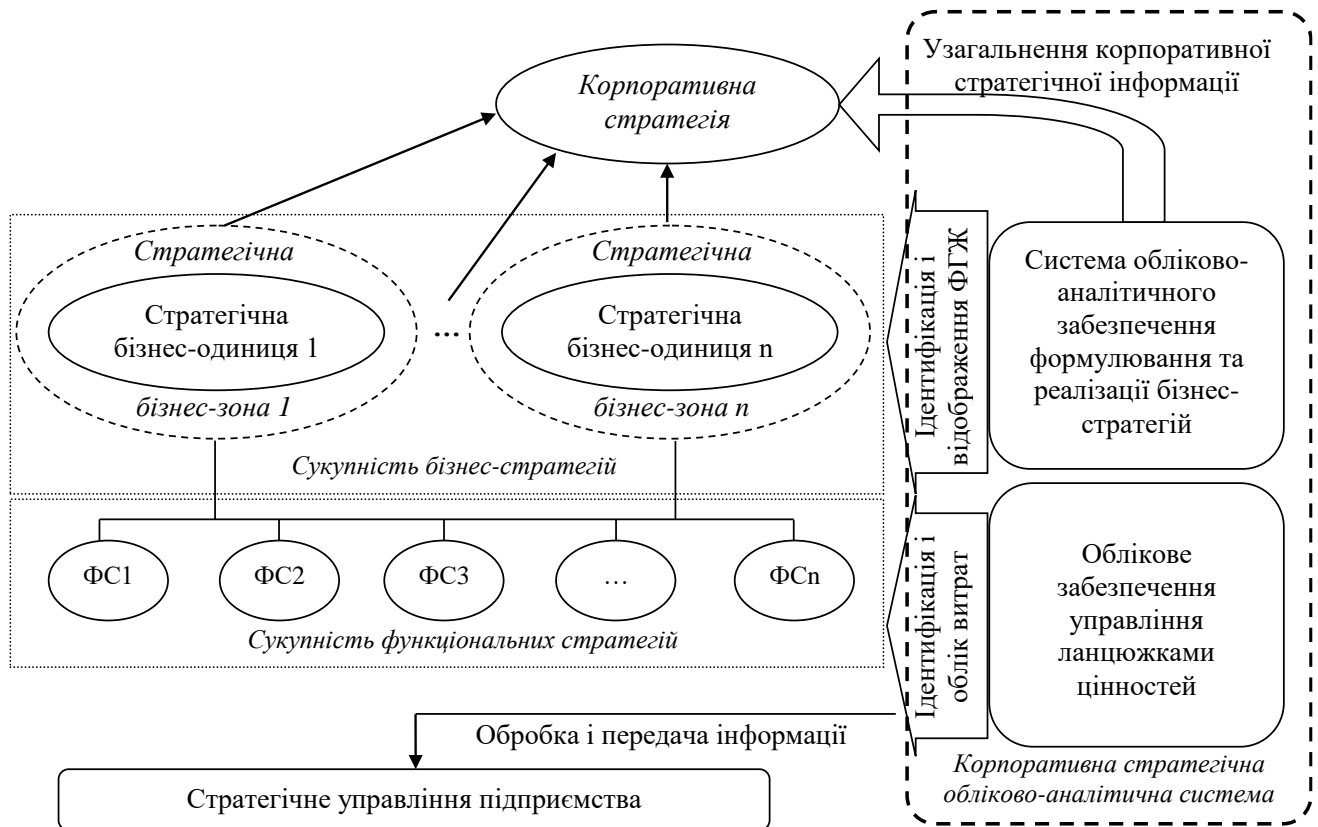 Узагальнення корпоративної
стратегічної інформації
Корпоративна
стратегія
Стратегічна
Стратегічна
бізнес-одиниця 1
бізнес-зона 1
...
Стратегічна
Стратегічна
бізнес-одиниця n
бізнес-зона n
Сукупність бізнес-стратегій
Ідентифікація і
відображення ФГЖ
Система обліково-
аналітичного
забезпечення
формулювання та
реалізації бізнес-
стратегій
ФС1
ФС2
ФС3
…
ФСn
Сукупність функціональних стратегій
Ідентифікація і
облік витрат
Облікове
забезпечення
управління
ланцюжками
цінностей
Обробка і передача інформації
Стратегічне управління підприємства
Корпоративна стратегічна
обліково-аналітична система